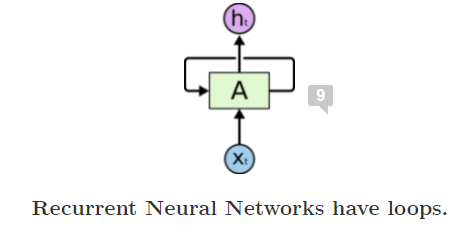 hₜ
A
9
xₜ
Recurrent Neural Networks have loops.